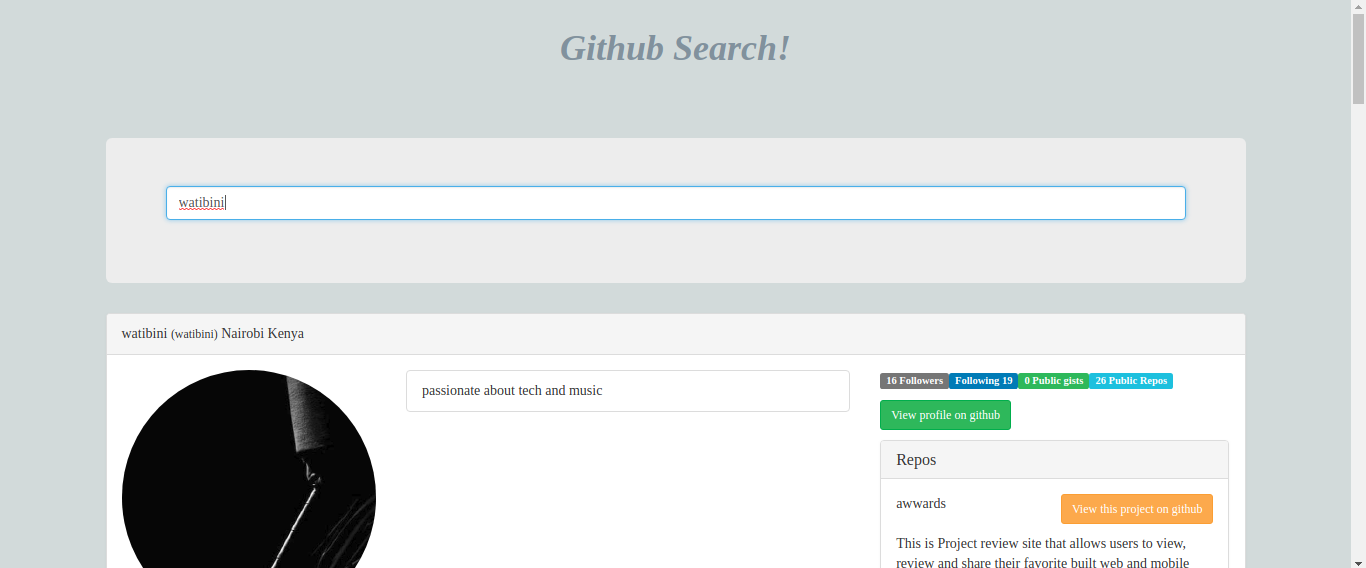 Github Search!
watibini
watibini (watibini) Nairobi Kenya
passionate about tech and music
16 Followers Following 19 0 Public gists 26 Public Repos
View profile on github
Repos
awwards View this project on github
This is Project review site that allows users to view,
review and share their favorite built web and mobile